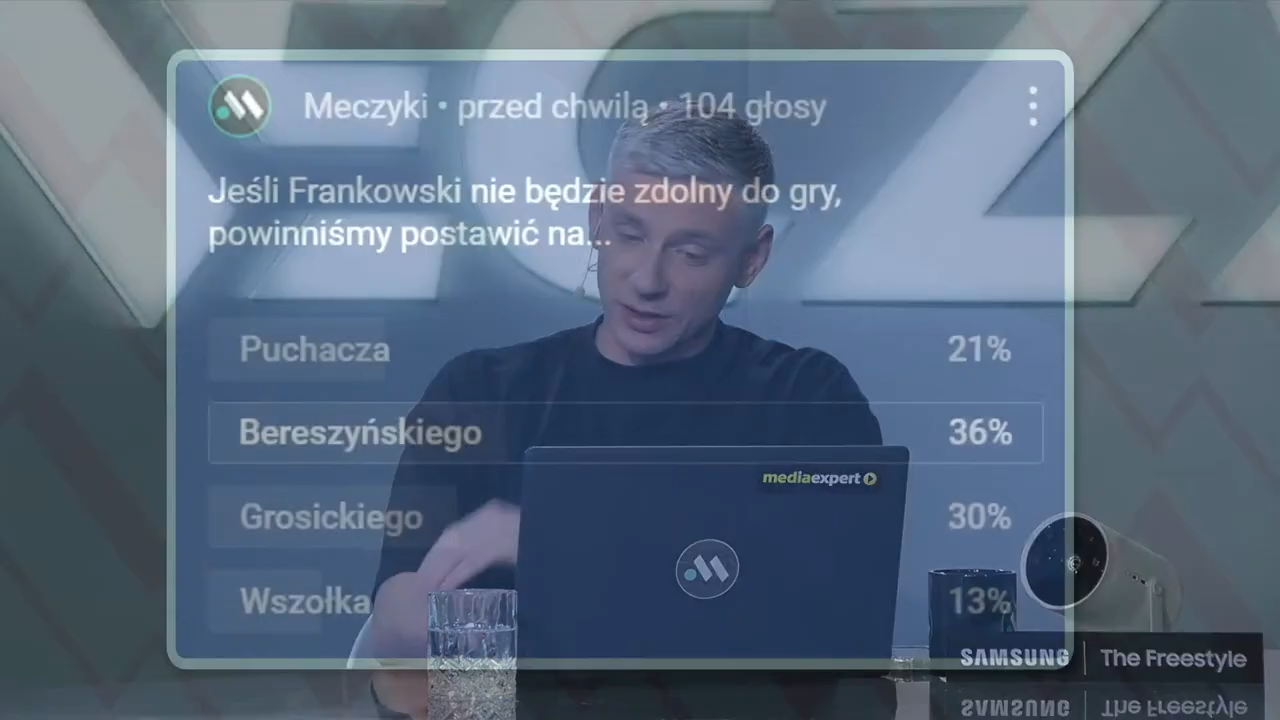 Meczyki • przed chwilą • 104 głosy
Jeśli Frankowski nie będzie zdolny do gry,
powinniśmy postawić na...
Puchacza 21%
Bereszyńskiego 36%
Grosickiego 30%
Wszołka 13%
mediaexpert
SAMSUNG | The Freestyle